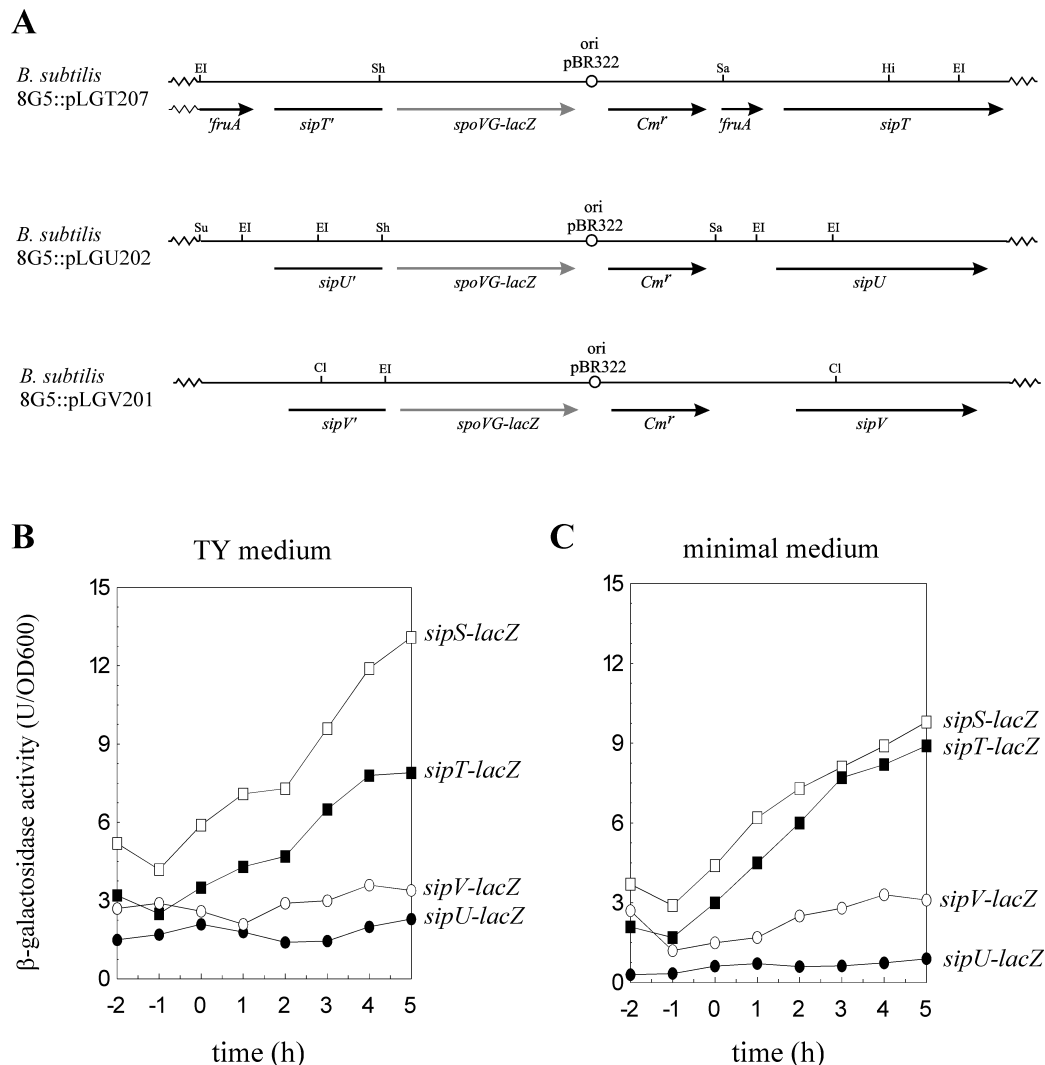 A
B. subtilis
8G5::pLGT207
EI
Sh
ori
pBR322
Sa
Hi
EI
'fruA
sipT'
spoVG-lacZ
Cmr
'fruA
sipT
B. subtilis
8G5::pLGU202
Su
EI
EI
Sh
ori
pBR322
Sa
EI
EI
sipU'
spoVG-lacZ
Cmr
sipU
B. subtilis
8G5::pLGV201
Cl
EI
ori
pBR322
Cl
sipV'
spoVG-lacZ
Cmr
sipV
B
TY medium
β-galactosidase activity (U/OD600)
15
12
9
6
3
0
-2 -1 0 1 2 3 4 5
time (h)
sipS-lacZ
sipT-lacZ
sipV-lacZ
sipU-lacZ
C
minimal medium
15
12
9
6
3
0
-2 -1 0 1 2 3 4 5
time (h)
sipS-lacZ
sipT-lacZ
sipV-lacZ
sipU-lacZ